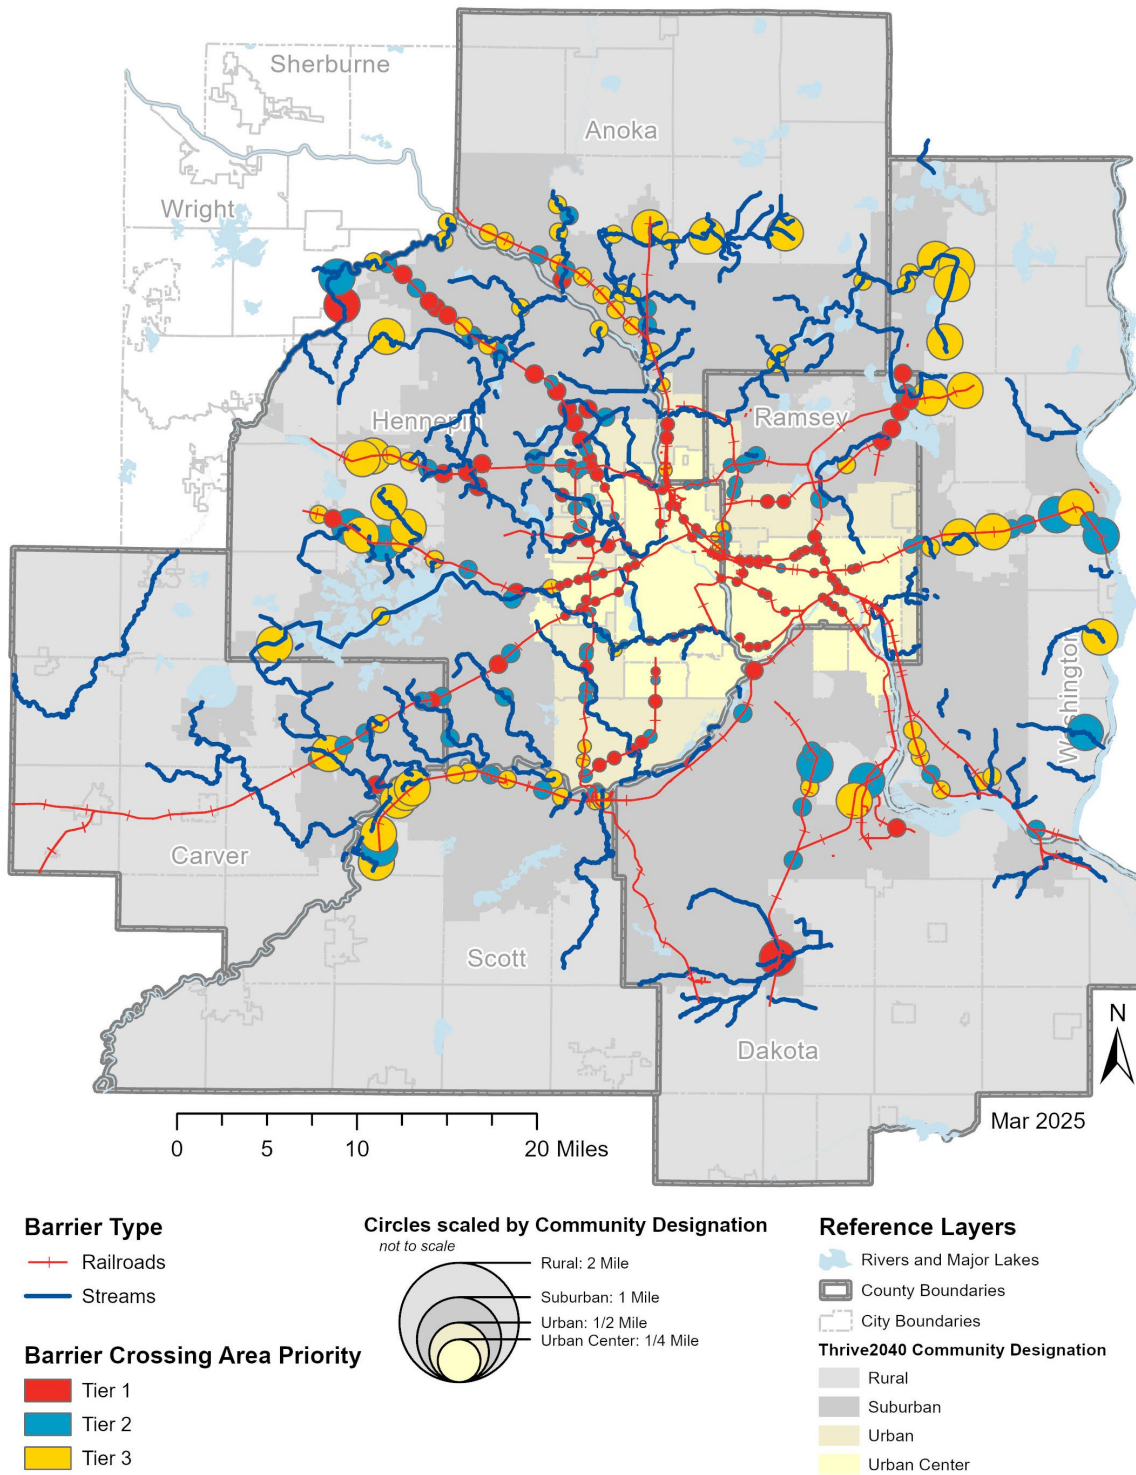 Sherburne
Anoka
Wright
Hennepin
Ramsey
Washington
Carver
Scott
Dakota
N
Mar 2025
0 5 10 20 Miles
Barrier Type
Railroads
Streams
Barrier Crossing Area Priority
Tier 1
Tier 2
Tier 3
Circles scaled by Community Designation
not to scale
Rural: 2 Mile
Suburban: 1 Mile
Urban: 1/2 Mile
Urban Center: 1/4 Mile
Reference Layers
Rivers and Major Lakes
County Boundaries
City Boundaries
Thrive2040 Community Designation
Rural
Suburban
Urban
Urban Center